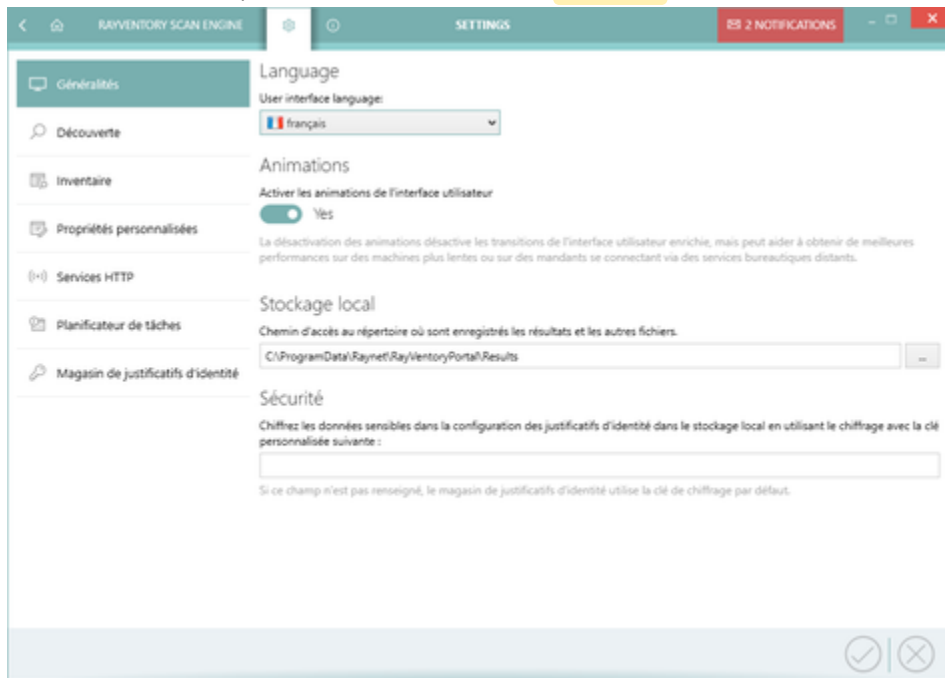 RAYVENTORY SCAN ENGINE
SETTINGS
2 NOTIFICATIONS
Généralités
Découverte
Inventaire
Propriétés personnalisées
Services HTTP
Planificateur de tâches
Magasin de justificatifs d'identité
Language
User interface language:
français
Animations
Activer les animations de l'interface utilisateur
Yes
La désactivation des animations désactive les transitions de l'interface utilisateur enrichie, mais peut aider à obtenir de meilleures
performances sur des machines plus lentes ou sur des mandants se connectant via des services bureautiques distants.
Stockage local
Chemin d'accès au répertoire où sont enregistrés les résultats et les autres fichiers.
C:\ProgramData\Raynet\RayVentoryPortal\Results
...
Sécurité
Chiffrez les données sensibles dans la configuration des justificatifs d'identité dans le stockage local en utilisant le chiffrage avec la clé
personnalisée suivante :
Si ce champ n'est pas renseigné, le magasin de justificatifs d'identité utilise la clé de chiffrage par défaut.